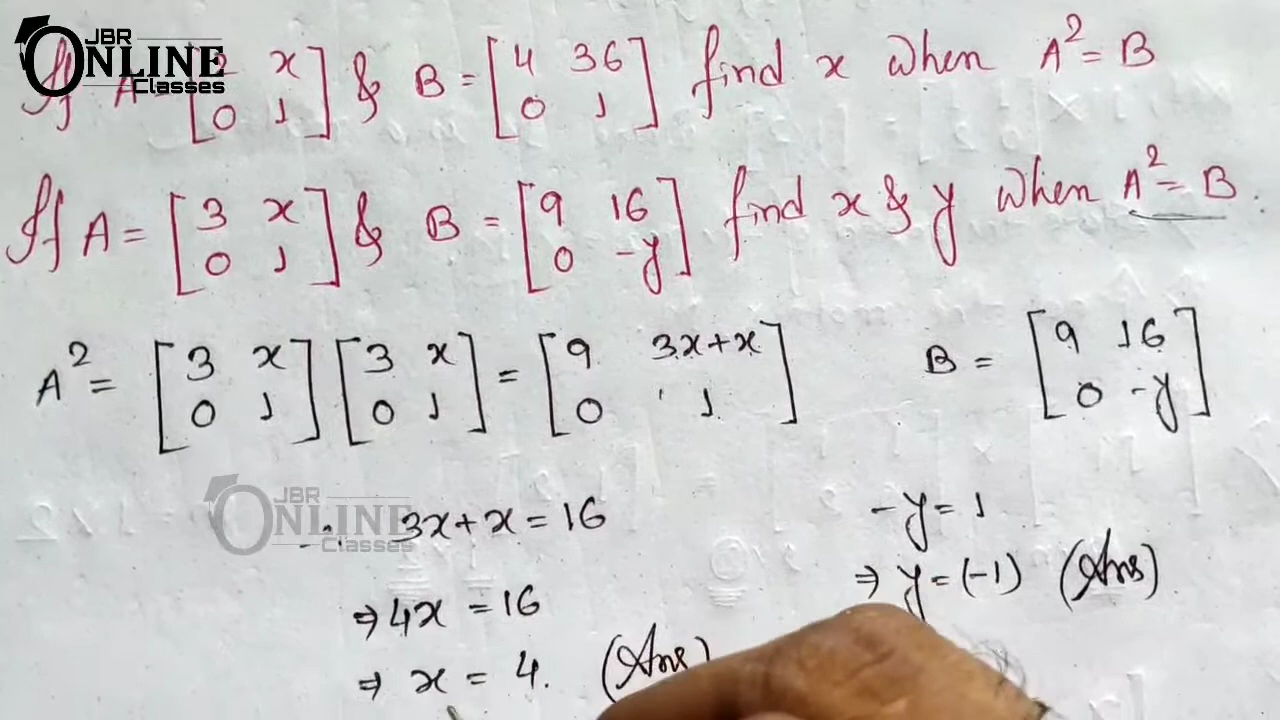 JBR
ONLINE
Classes
If A = [2 x] & B = [4 36] find x when A² = B
[0 1] [0 1]
If A = [3 x] & B = [9 16] find x & y when A² = B.
[0 1] [0 -y]
A² = [3 x] [3 x] = [9 3x+x] B = [9 16]
[0 1] [0 1] [0 1] [0 -y]
JBR
ONLINE
Classes
∴ 3x+x = 16 -y = 1
⇒ 4x = 16 ⇒ y = (-1) (Ans)
⇒ x = 4. (Ans)